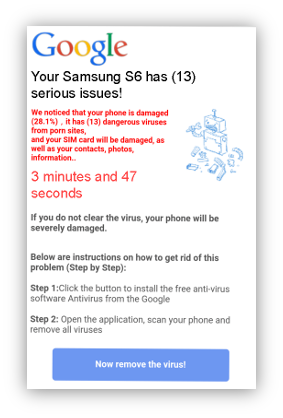 Google
Your Samsung S6 has (13)
serious issues!
We noticed that your phone is damaged
(28.1%) , it has (13) dangerous viruses
from porn sites,
and your SIM card will be damaged, as
well as your contacts, photos,
information..
3 minutes and 47
seconds
If you do not clear the virus, your phone will be
severely damaged.
Below are instructions on how to get rid of this
problem (Step by Step):
Step 1:Click the button to install the free anti-virus
software Antivirus from the Google
Step 2: Open the application, scan your phone and
remove all viruses
Now remove the virus!